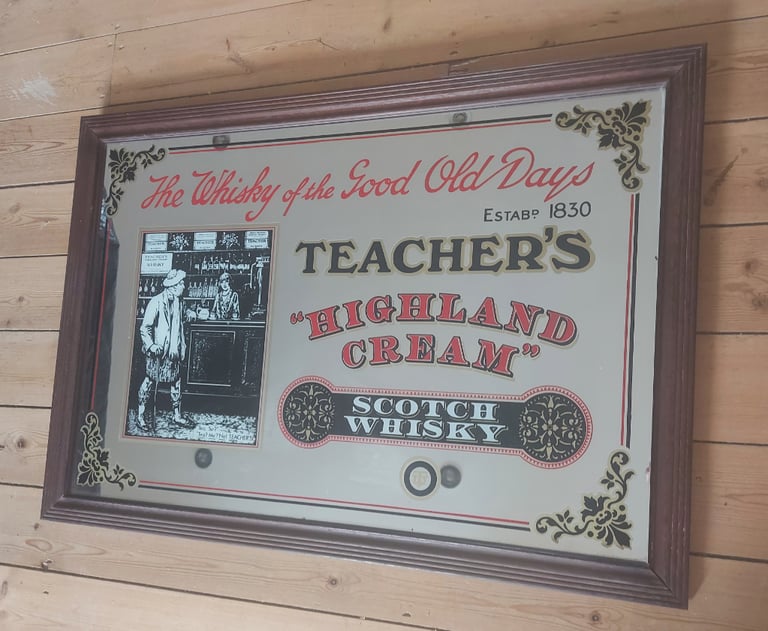 The Whisky of the Good Old Days
ESTABD 1830
TEACHER'S
"HIGHLAND
CREAM"
SCOTCH
WHISKY